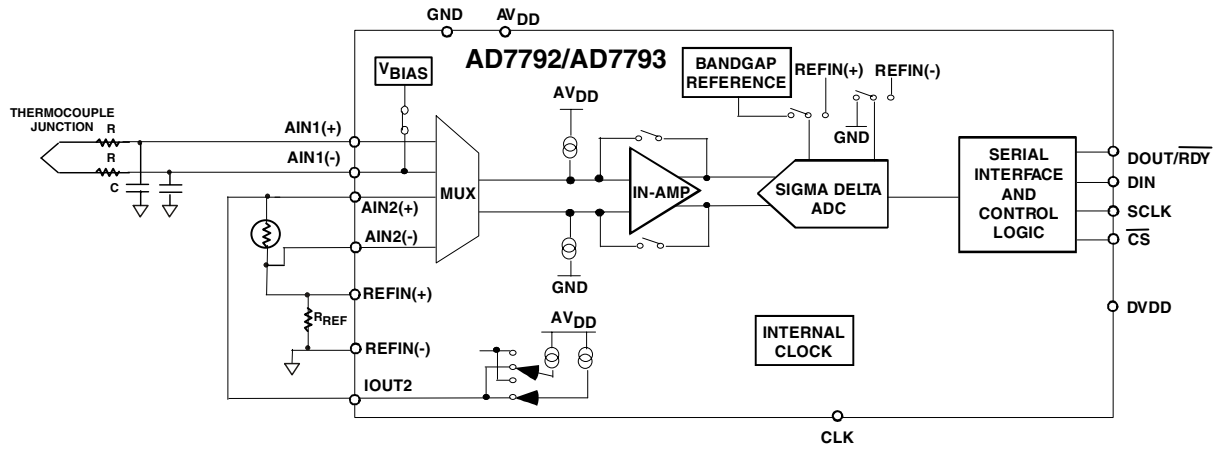 GND
AVDD
AD7792/AD7793
VBIAS
BANDGAP
REFERENCE
REFIN(+)
REFIN(-)
AVDD
GND
THERMOCOUPLE
JUNCTION
R
AIN1(+)
R
AIN1(-)
C
MUX
IN-AMP
SIGMA DELTA
ADC
SERIAL
INTERFACE
AND
CONTROL
LOGIC
DOUT/RDY
DIN
SCLK
CS
AIN2(+)
AIN2(-)
GND
REFIN(+)
RREF
REFIN(-)
AVDD
INTERNAL
CLOCK
DVDD
IOUT2
CLK